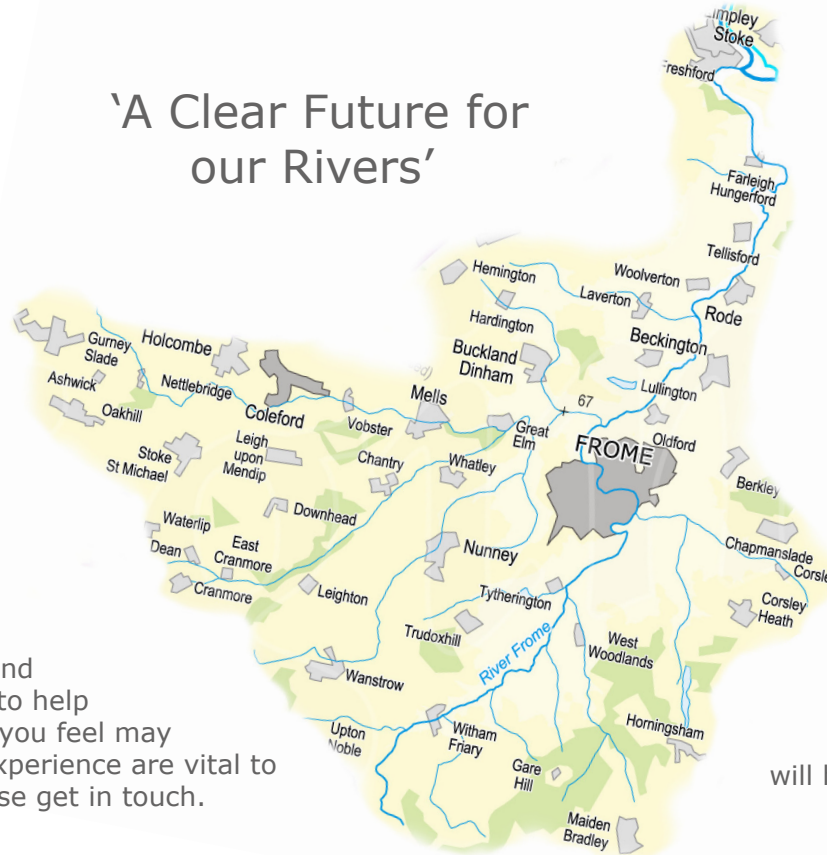 ‘A Clear Future for
our Rivers’
Stoke
Freshford
Farleigh
Hungerford
Tellisford
Hemington
Woolverton
Laverton
Rode
Hardington
Beckington
Buckland
Dinham
Lullington
67
Gurney
Slade
Holcombe
Ashwick
Nettlebridge
Oakhill
Coleford
Mells
Vobster
Great
Elm
Oldford
FROME
Stoke
St Michael
Leigh
upon
Mendip
Chantry
Whatley
Berkley
Downhead
Waterlip
Dean
East
Cranmore
Cranmore
Nunney
Chapmanslade
Corsley
Heath
Leighton
Tytherington
Trudoxhill
River Frome
West
Woodlands
Wanstrow
Upton
Noble
Witham
Friary
Horningsham
Gare
Hill
Maiden
Bradley
to help
you feel may
experience are vital to
get in touch.
will